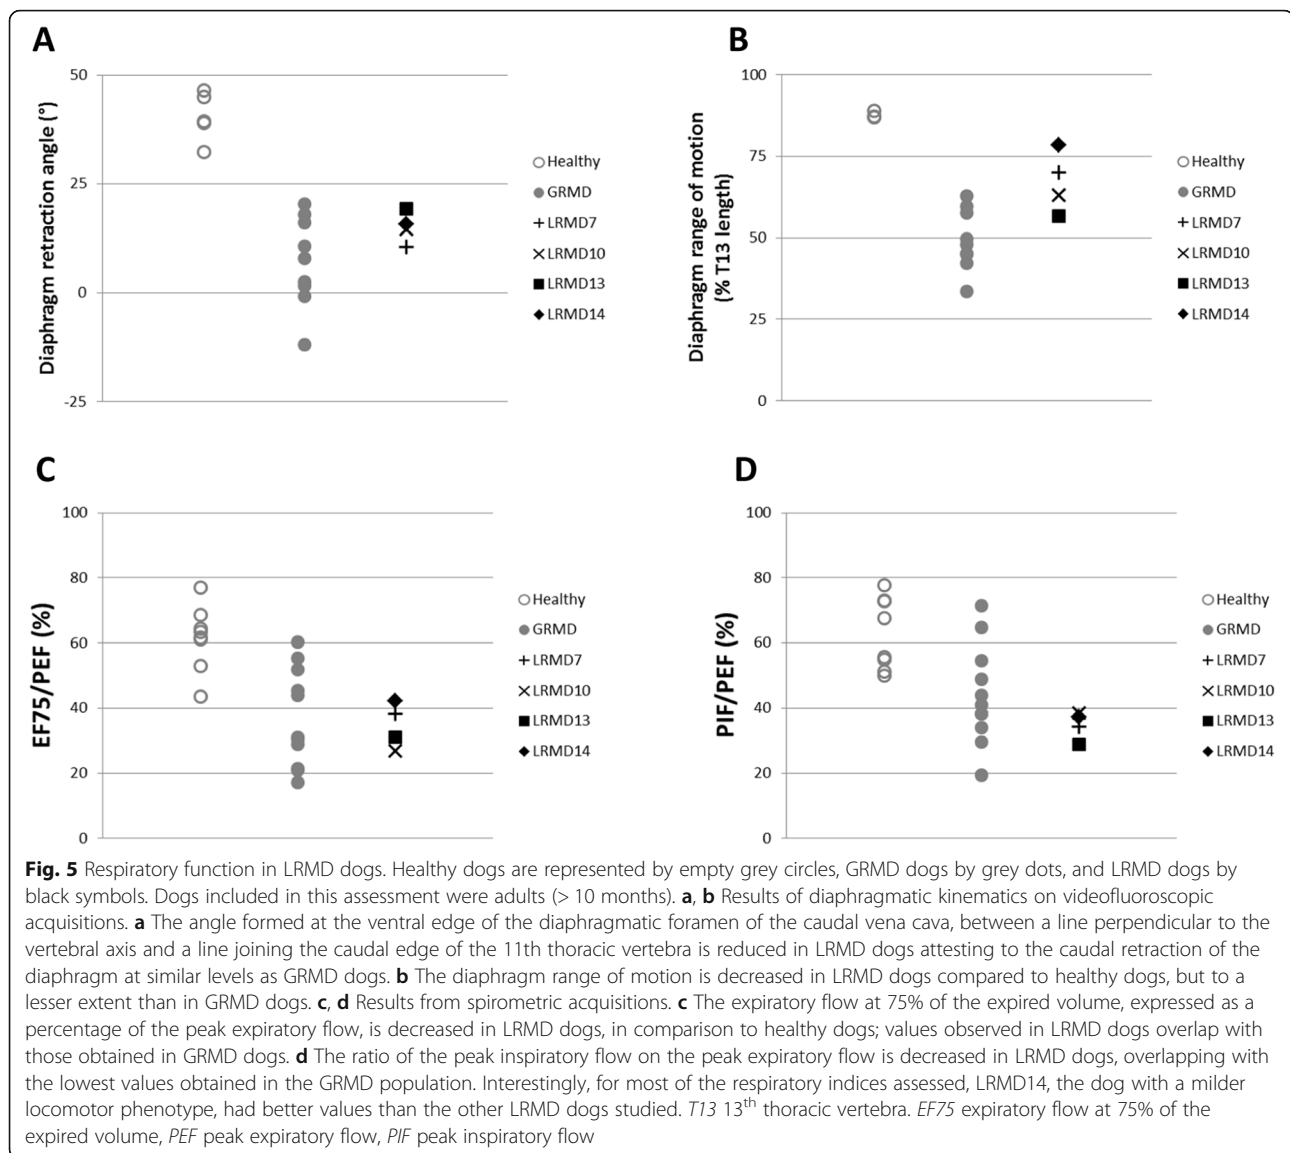 A
50
25
0
-25
Diaphragm retraction angle (°)
Healthy
GRMD
LRMD7
LRMD10
LRMD13
LRMD14
B
100
75
50
25
0
Diaphragm range of motion
(% T13 length)
Healthy
GRMD
LRMD7
LRMD10
LRMD13
LRMD14
C
100
80
60
40
20
0
EF75/PEF (%)
Healthy
GRMD
LRMD7
LRMD10
LRMD13
LRMD14
D
100
80
60
40
20
0
PIF/PEF (%)
Healthy
GRMD
LRMD7
LRMD10
LRMD13
LRMD14
Fig. 5 Respiratory function in LRMD dogs. Healthy dogs are represented by empty grey circles, GRMD dogs by grey dots, and LRMD dogs by
black symbols. Dogs included in this assessment were adults (> 10 months). a, b Results of diaphragmatic kinematics on videofluoroscopic
acquisitions. a The angle formed at the ventral edge of the diaphragmatic foramen of the caudal vena cava, between a line perpendicular to the
vertebral axis and a line joining the caudal edge of the 11th thoracic vertebra is reduced in LRMD dogs attesting to the caudal retraction of the
diaphragm at similar levels as GRMD dogs. b The diaphragm range of motion is decreased in LRMD dogs compared to healthy dogs, but to a
lesser extent than in GRMD dogs. c, d Results from spirometric acquisitions. c The expiratory flow at 75% of the expired volume, expressed as a
percentage of the peak expiratory flow, is decreased in LRMD dogs, in comparison to healthy dogs; values observed in LRMD dogs overlap with
those obtained in GRMD dogs. d The ratio of the peak inspiratory flow on the peak expiratory flow is decreased in LRMD dogs, overlapping with
the lowest values obtained in the GRMD population. Interestingly, for most of the respiratory indices assessed, LRMD14, the dog with a milder
locomotor phenotype, had better values than the other LRMD dogs studied. T13 13th thoracic vertebra. EF75 expiratory flow at 75% of the
expired volume, PEF peak expiratory flow, PIF peak inspiratory flow